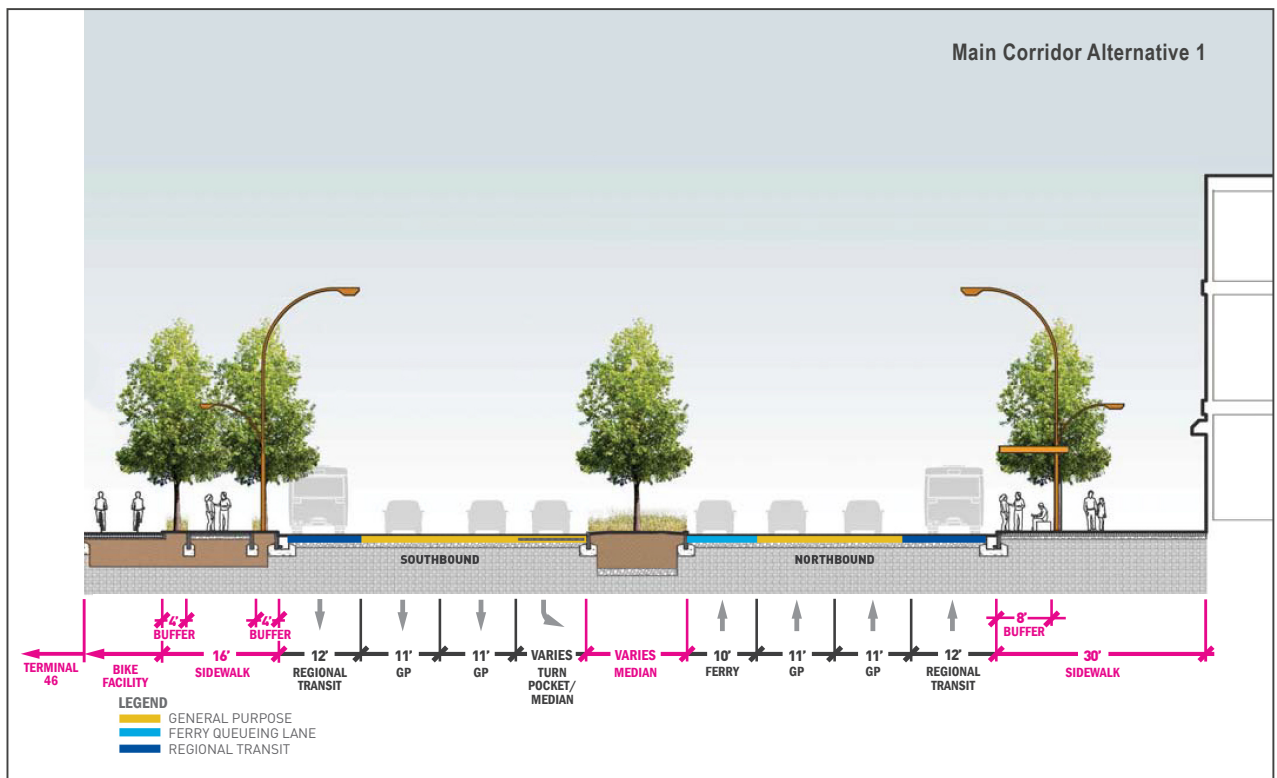 Main Corridor Alternative 1
SOUTHBOUND
NORTHBOUND
4'
BUFFER
4'
BUFFER
8'
BUFFER
TERMINAL
46
BIKE
FACILITY
16'
SIDEWALK
12'
REGIONAL
TRANSIT
11'
GP
11'
GP
VARIES
TURN
POCKET/
MEDIAN
VARIES
MEDIAN
10'
FERRY
11'
GP
11'
GP
12'
REGIONAL
TRANSIT
30'
SIDEWALK
LEGEND
GENERAL PURPOSE
FERRY QUEUEING LANE
REGIONAL TRANSIT